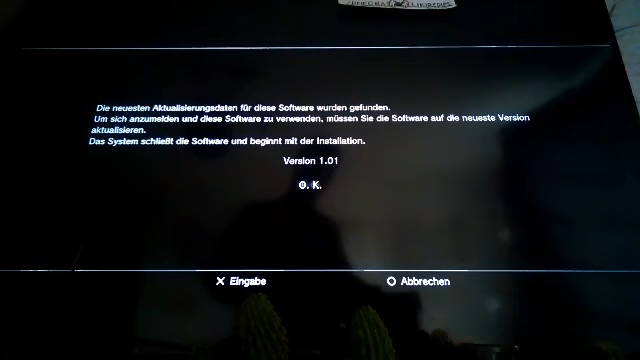 Die neuesten Aktualisierungsdaten für diese Software wurden gefunden.
Um sich anzumelden und diese Software zu verwenden, müssen Sie die Software auf die neueste Version
aktualisieren.
Das System schließt die Software und beginnt mit der Installation.
Version 1.01
O. K.
X Eingabe
O Abbrechen